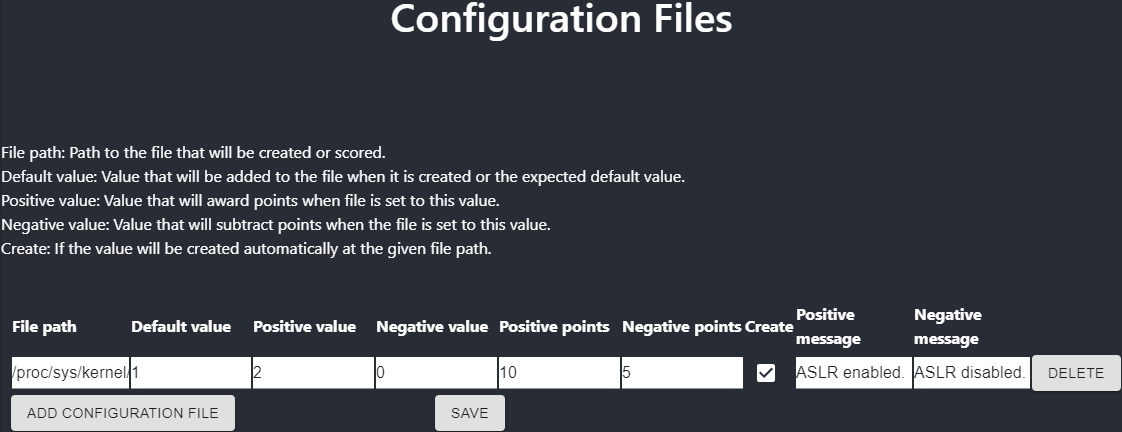 Configuration Files
File path: Path to the file that will be created or scored.
Default value: Value that will be added to the file when it is created or the expected default value.
Positive value: Value that will award points when file is set to this value.
Negative value: Value that will subtract points when the file is set to this value.
Create: If the value will be created automatically at the given file path.
File path Default value Positive value Negative value Positive points Negative points Create Positive message Negative message
/proc/sys/kernel/ 1 2 0 10 5 ASLR enabled. ASLR disabled. DELETE
ADD CONFIGURATION FILE SAVE